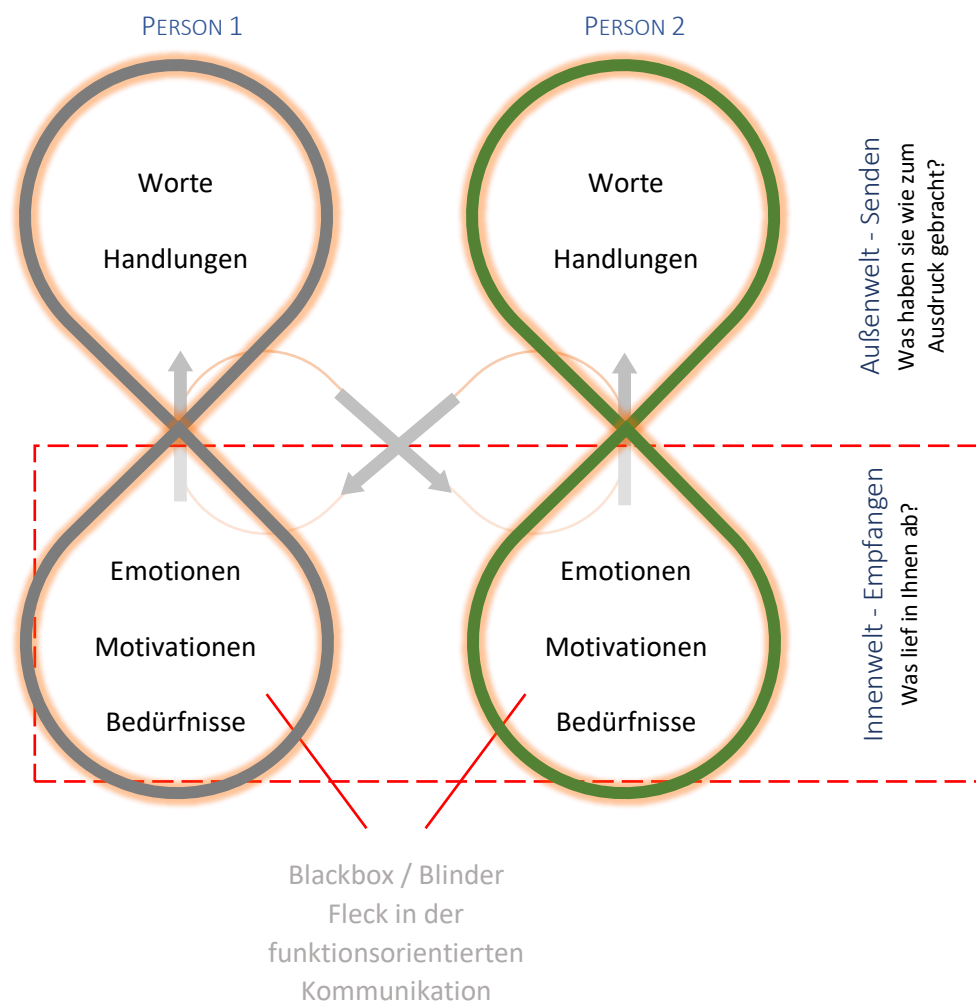 PERSON 1
PERSON 2
Worte
Handlungen
Worte
Handlungen
Außenwelt - Senden
Was haben sie wie zum
Ausdruck gebracht?
Emotionen
Motivationen
Bedürfnisse
Emotionen
Motivationen
Bedürfnisse
Innenwelt - Empfangen
Was lief in Ihnen ab?
Blackbox / Blinder
Fleck in der
funktionsorientierten
Kommunikation